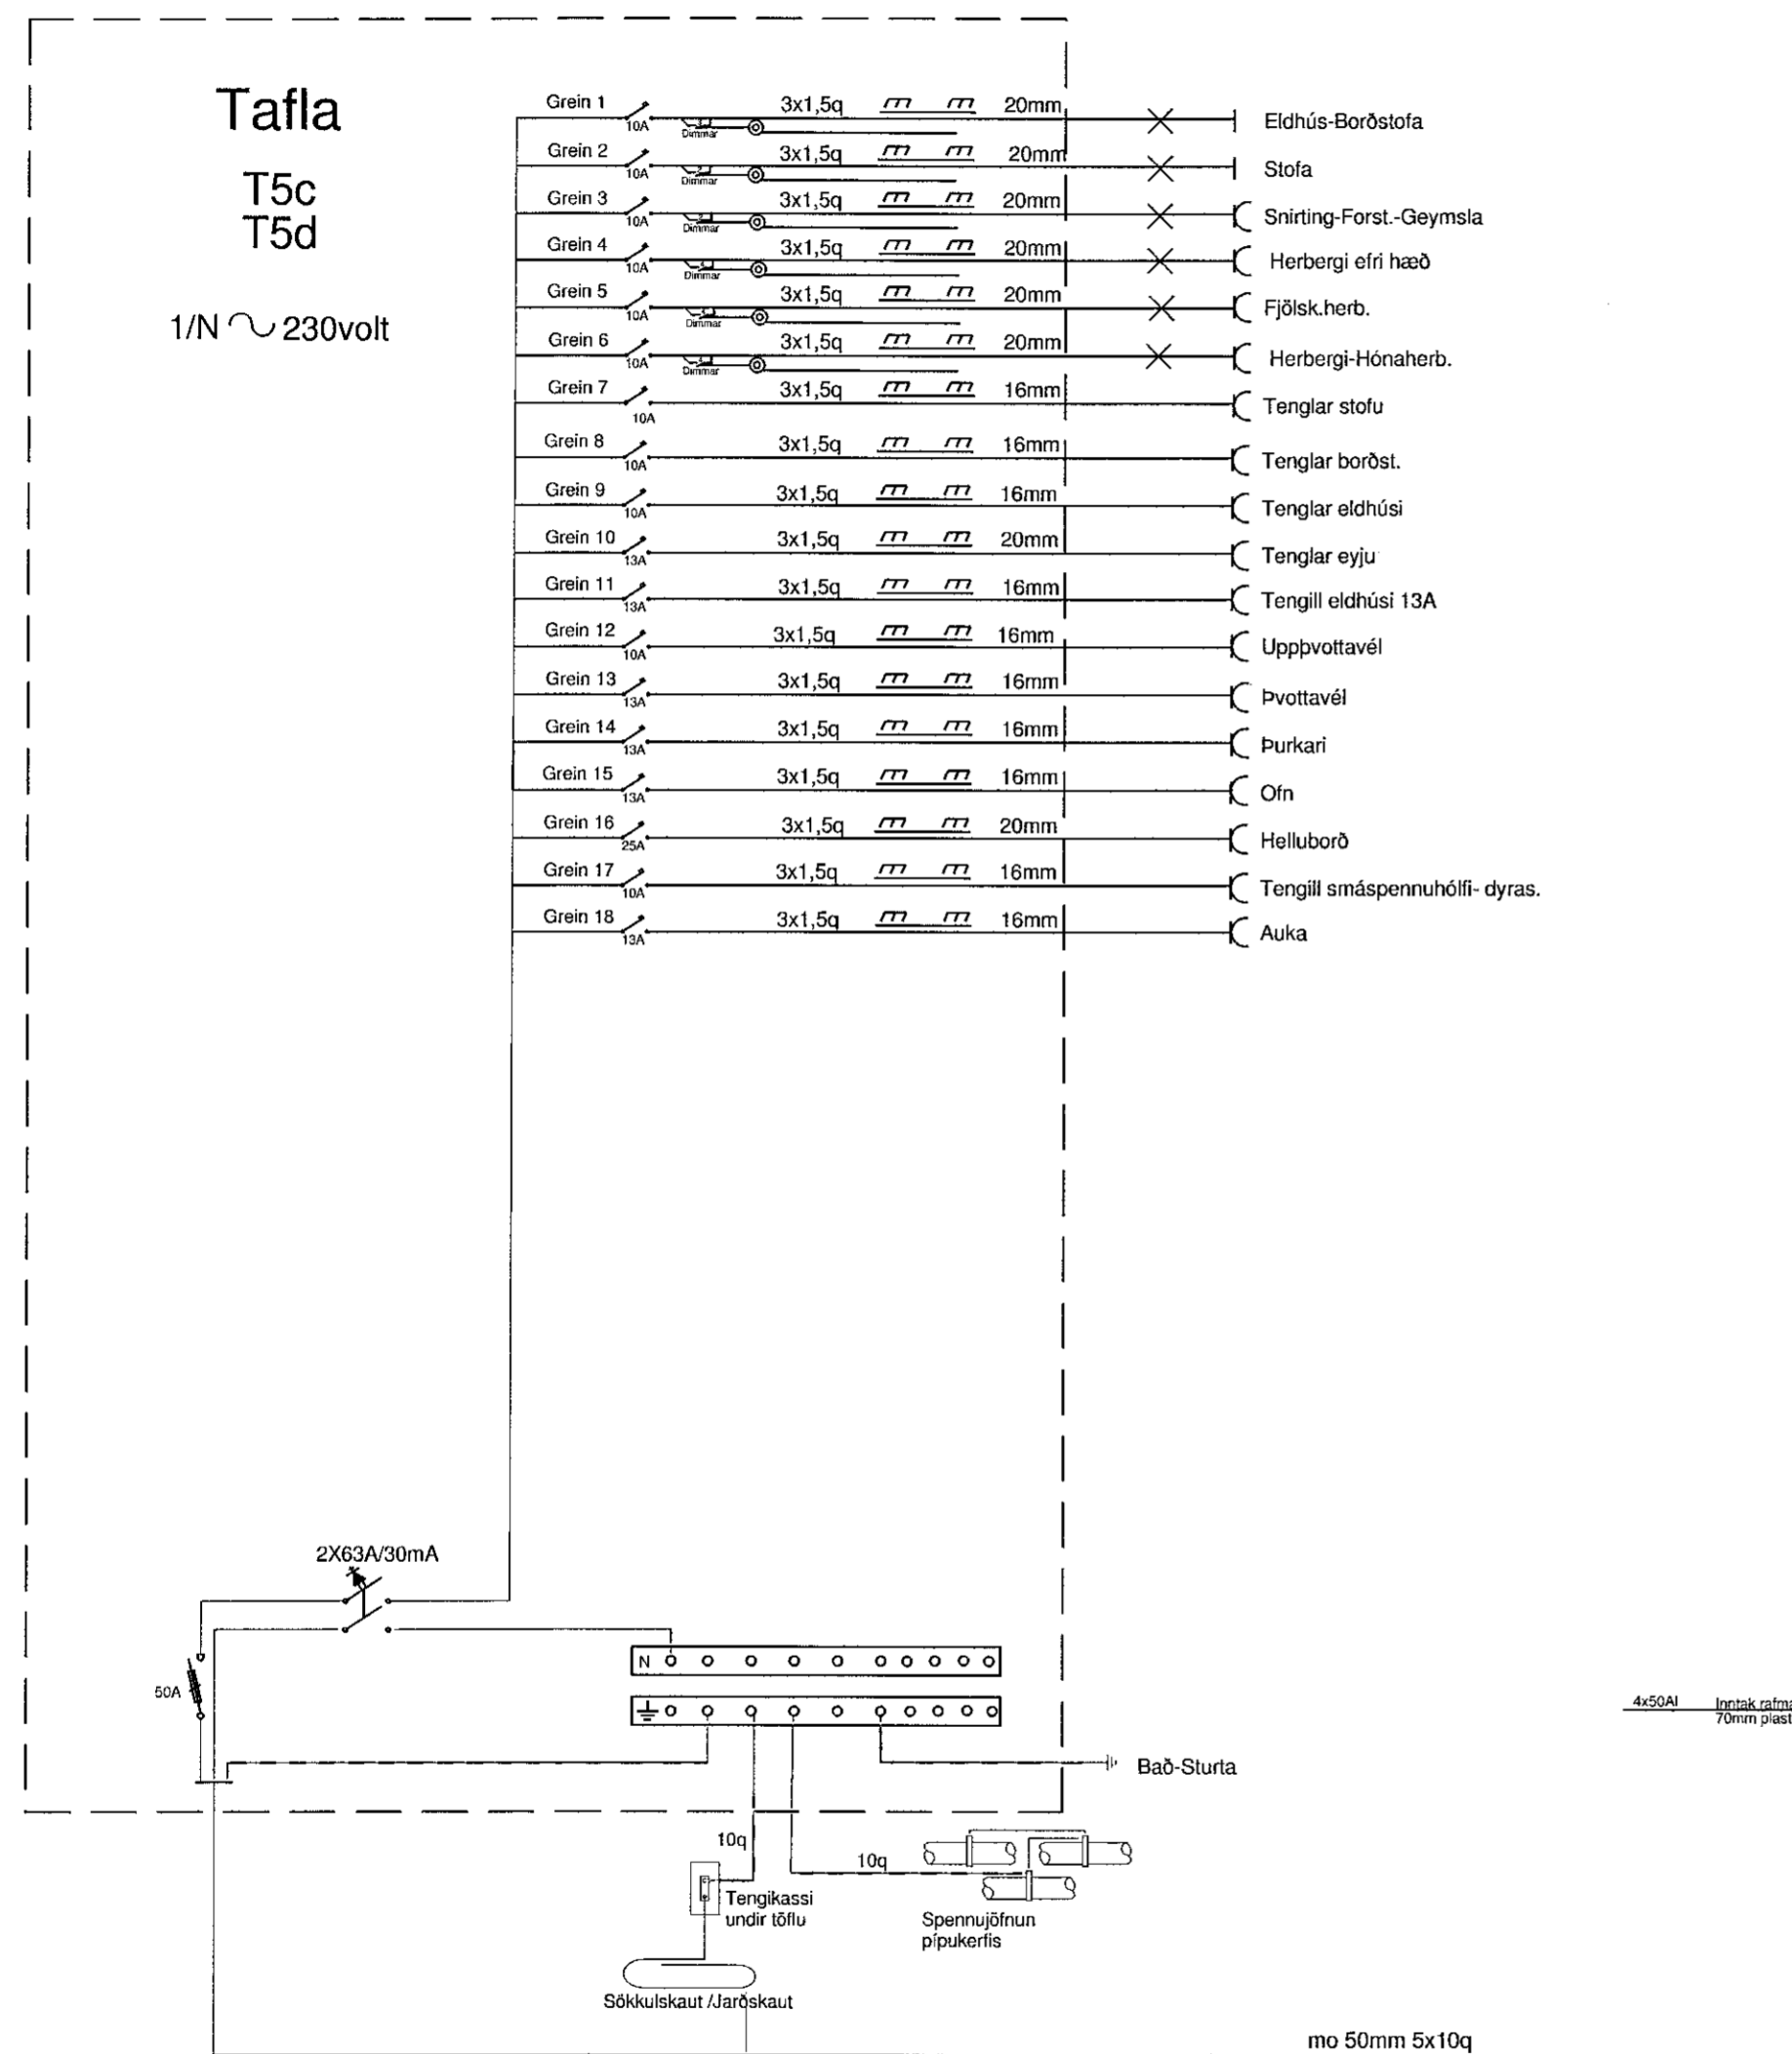 Tafla
T5c
T5d
1/N 230volt
Grein 1 10A Dimmar 3x1,5q 20mm Eldhús-Borðstofa
Grein 2 10A Dimmar 3x1,5q 20mm Stofa
Grein 3 10A Dimmar 3x1,5q 20mm Snirting-Forst.-Geymsla
Grein 4 10A Dimmar 3x1,5q 20mm Herbergi efri hæð
Grein 5 10A Dimmar 3x1,5q 20mm Fjölsk.herb.
Grein 6 10A Dimmar 3x1,5q 20mm Herbergi-Hónaherb.
Grein 7 10A 3x1,5q 16mm Tenglar stofu
Grein 8 10A 3x1,5q 16mm Tenglar borðst.
Grein 9 10A 3x1,5q 16mm Tenglar eldhúsi
Grein 10 13A 3x1,5q 20mm Tenglar eyju
Grein 11 13A 3x1,5q 16mm Tengill eldhúsi 13A
Grein 12 10A 3x1,5q 16mm Uppþvottavél
Grein 13 13A 3x1,5q 16mm Þvottavél
Grein 14 13A 3x1,5q 16mm Þurkari
Grein 15 13A 3x1,5q 16mm Ofn
Grein 16 25A 3x1,5q 20mm Helluborð
Grein 17 10A 3x1,5q 16mm Tengill smáspennuhólfi- dyras.
Grein 18 13A 3x1,5q 16mm Auka
2X63A/30mA
N
50A
4x50Al Inntak rafma
70mm plast
Bað-Sturta
10q
10q
Tengikassi
undir töflu
Spennujöfnun
pípukerfis
Sökkulskaut /Jarðskaut
mo 50mm 5x10q